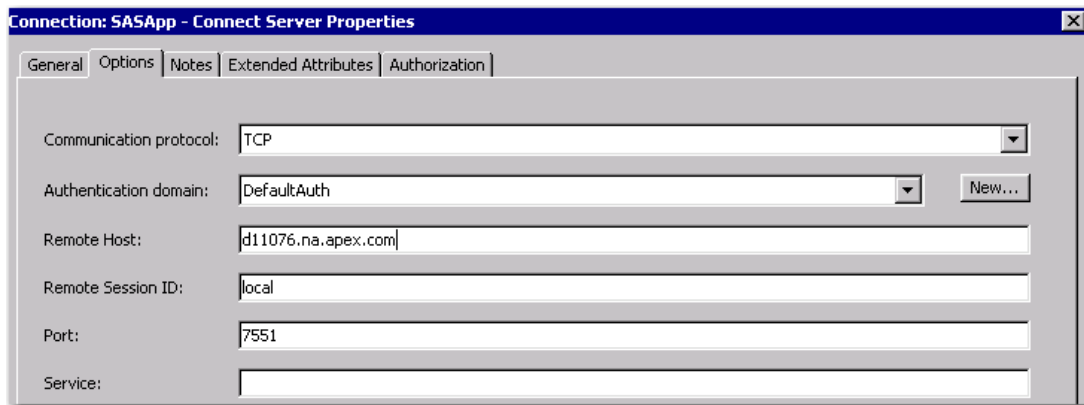 Connection: SASApp - Connect Server Properties
General Options Notes Extended Attributes Authorization
Communication protocol: TCP
Authentication domain: DefaultAuth New...
Remote Host: d11076.na.apex.com
Remote Session ID: local
Port: 7551
Service: